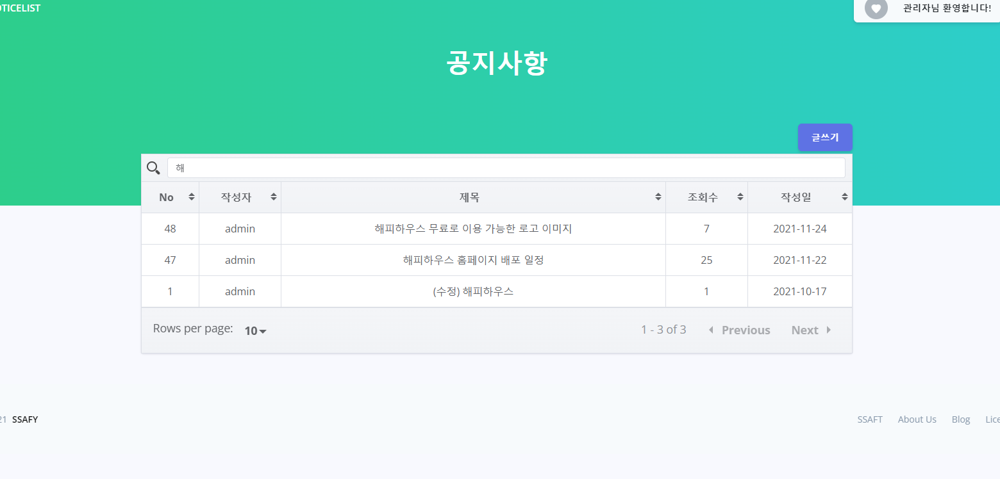 OTICELIST
관리자님 환영합니다!
공지사항
글쓰기
해
No 작성자 제목 조회수 작성일
48 admin 해피하우스 무료로 이용 가능한 로고 이미지 7 2021-11-24
47 admin 해피하우스 홈페이지 배포 일정 25 2021-11-22
1 admin (수정) 해피하우스 1 2021-10-17
Rows per page: 10 1 - 3 of 3 Previous Next
21 SSAFY SSAFT About Us Blog Lice